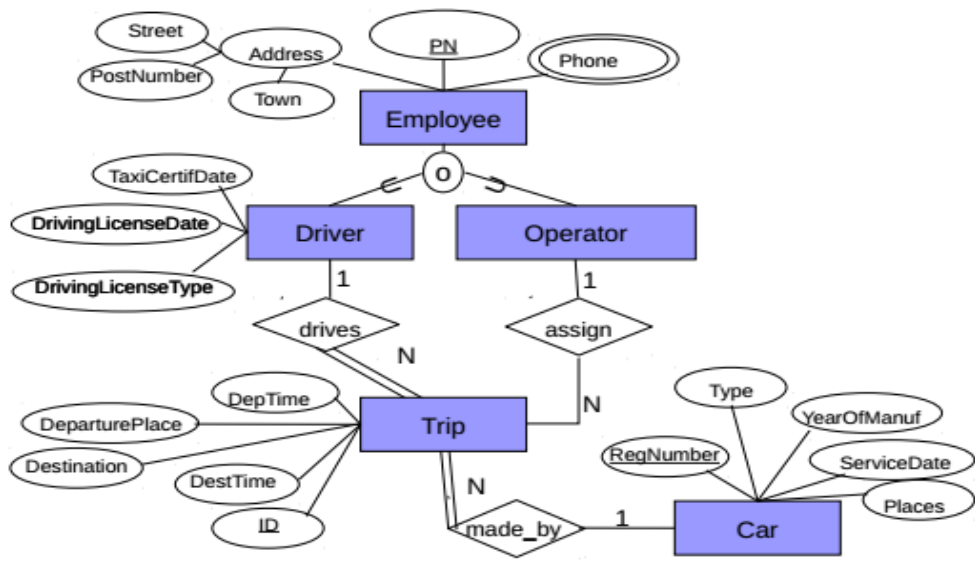 Street
PN
Address
Phone
PostNumber
Town
Employee
o
TaxiCertifDate
DrivingLicenseDate
Driver
Operator
DrivingLicenseType
1
1
drives
assign
N
DepTime
Type
N
DeparturePlace
Trip
YearOfManuf
Destination
RegNumber
ServiceDate
DestTime
N
Places
ID
made_by
1
Car